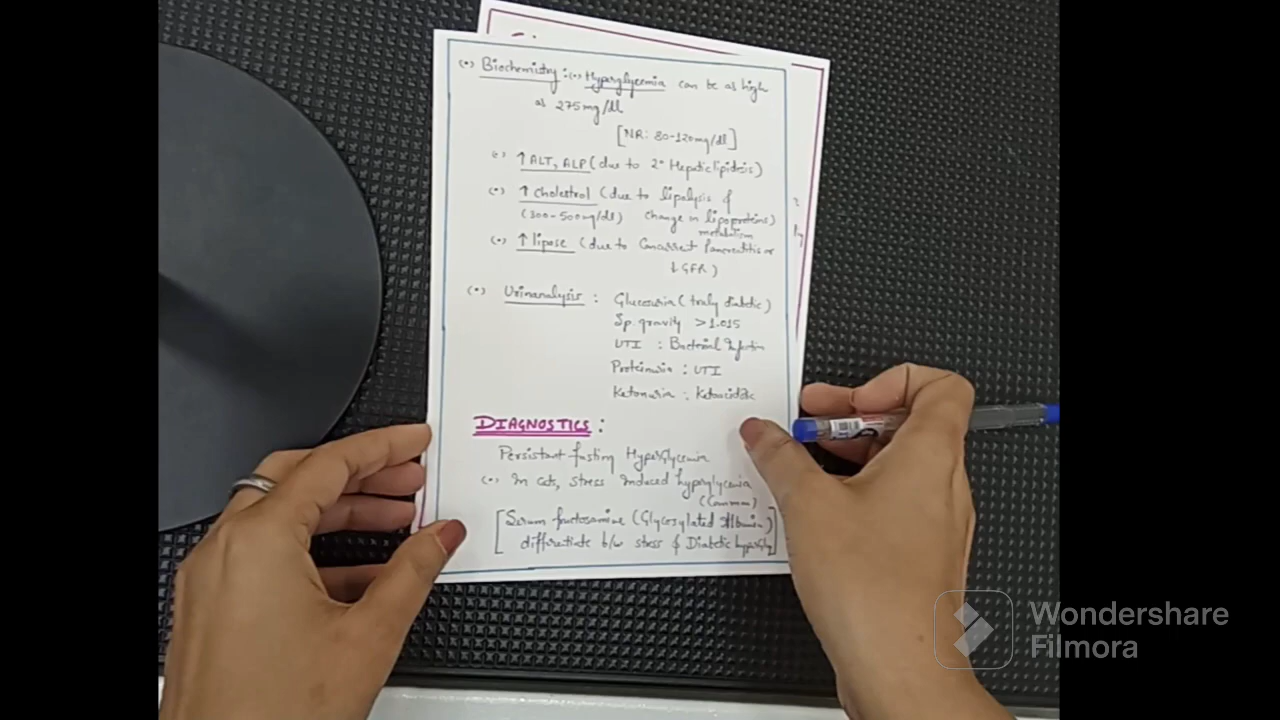 (•) Biochemistry : (•) Hyperglycemia can be as high
as 275mg/dl
[NR: 80-120mg/dl]
(•) ↑ ALT, ALP (due to 2° Hepatic lipidosis)
(•) ↑ Cholestrol (due to lipolysis &
(300-500mg/dl) change in lipoproteins)
metabolism
(•) ↑ lipose (due to Concurrent Pancreatitis or
↓ GFR)
(•) Urinanalysis : Glucosuria (truly diabetic)
Sp. gravity > 1.015
UTI : Bacterial Infection
Proteinuria : UTI
Ketonuria : Ketoacidotic
DIAGNOSTICS :
Persistant fasting Hyperglycemia
(•) In cats, stress induced hyperglycemia
(Common)
[Serum fructosamine (Glycosylated Albumin)
differentiate b/w stress & Diabetic hypergly]
Wondershare
Filmora